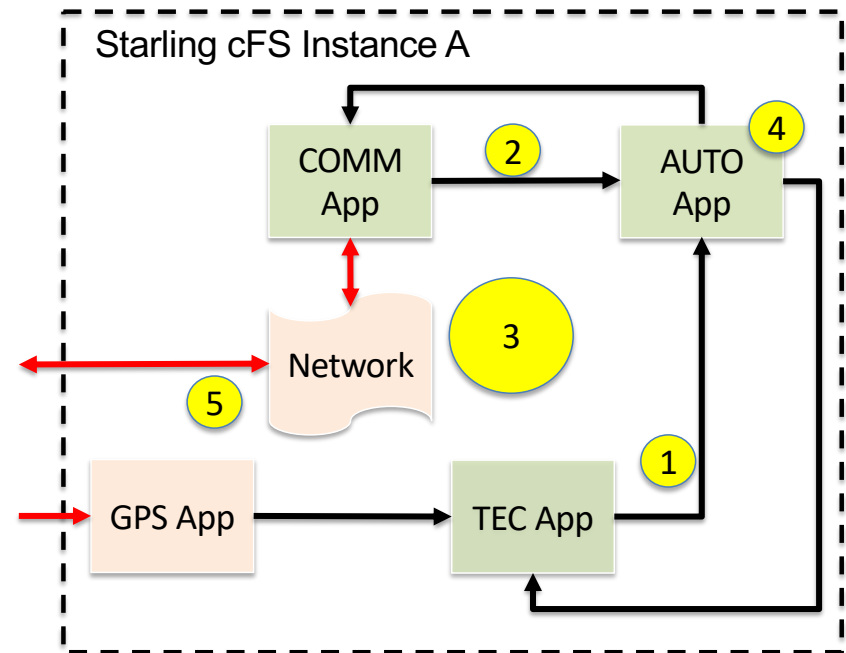 Starling cFS Instance A
COMM
App
2
AUTO
App
4
Network
3
5
1
GPS App
TEC App